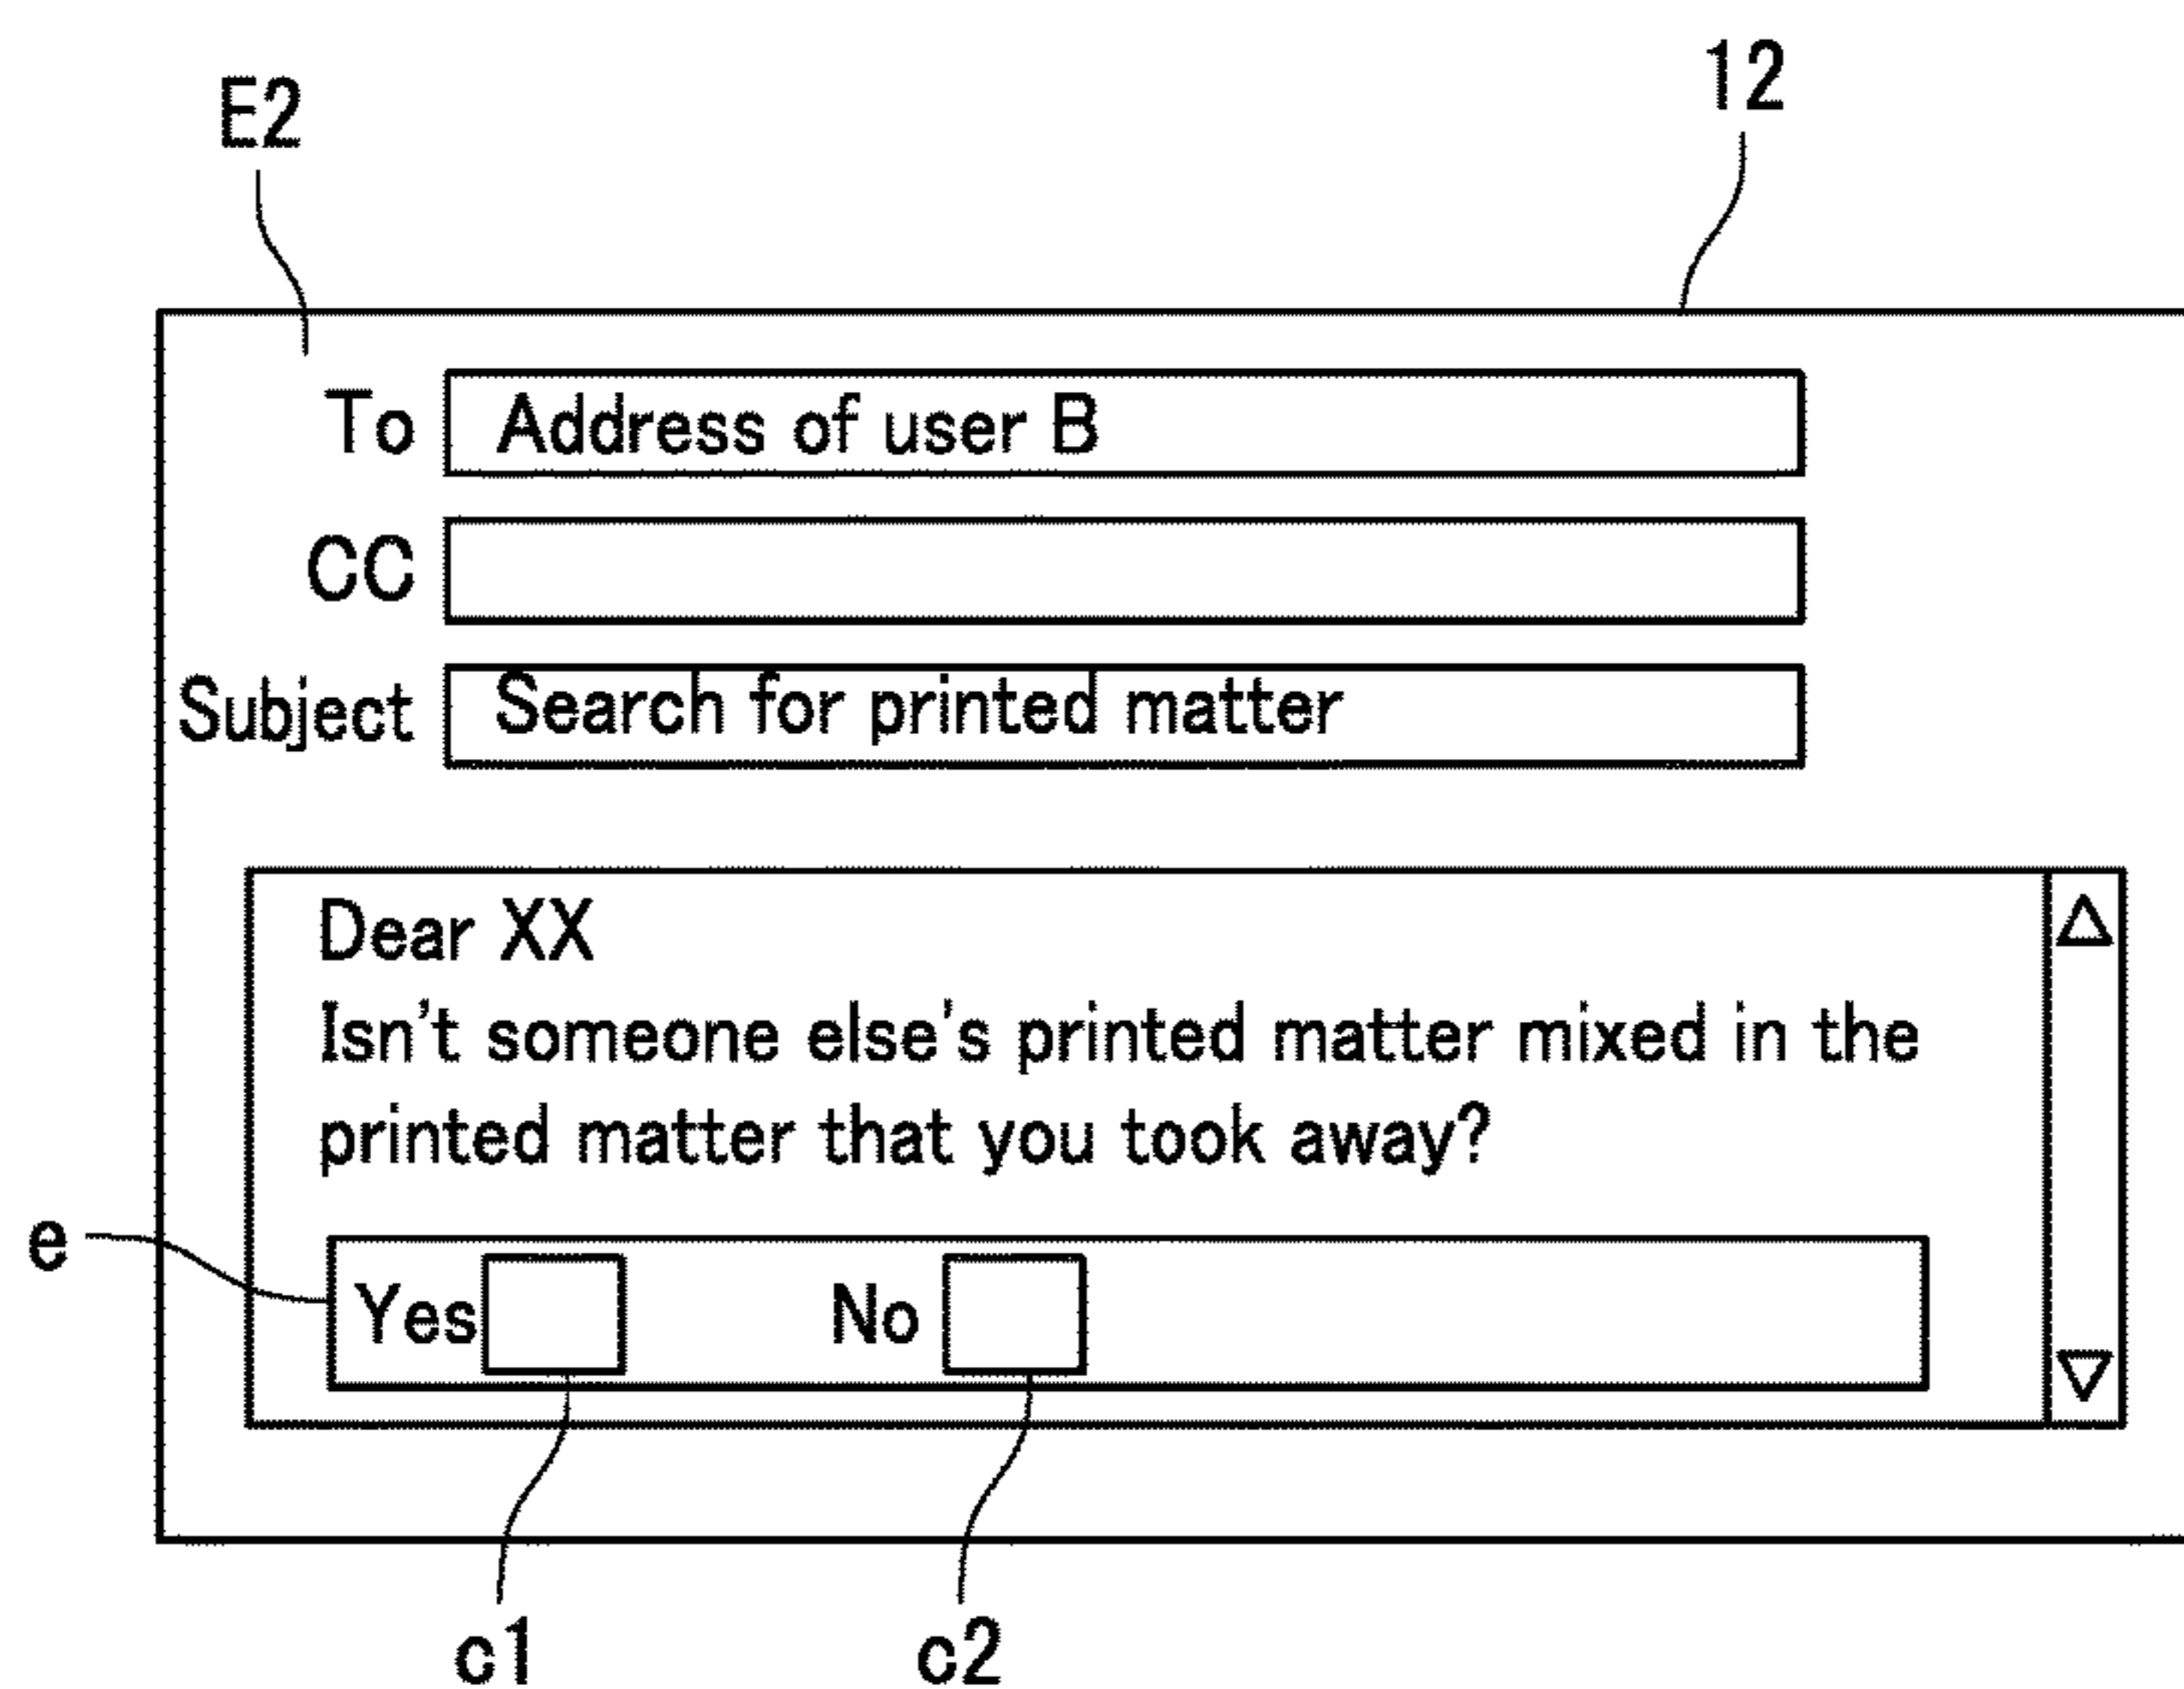 E2
12
To Address of user B
CC
Subject Search for printed matter
Dear XX
Isn't someone else's printed matter mixed in the
printed matter that you took away?
e
Yes No
c1 c2